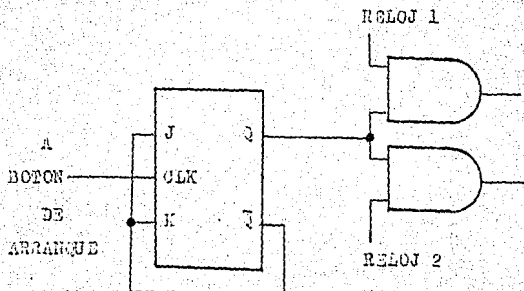 RELOJ 1
J Q
A
BOTON
CLK
DE
K Q
ARRANQUE
RELOJ 2